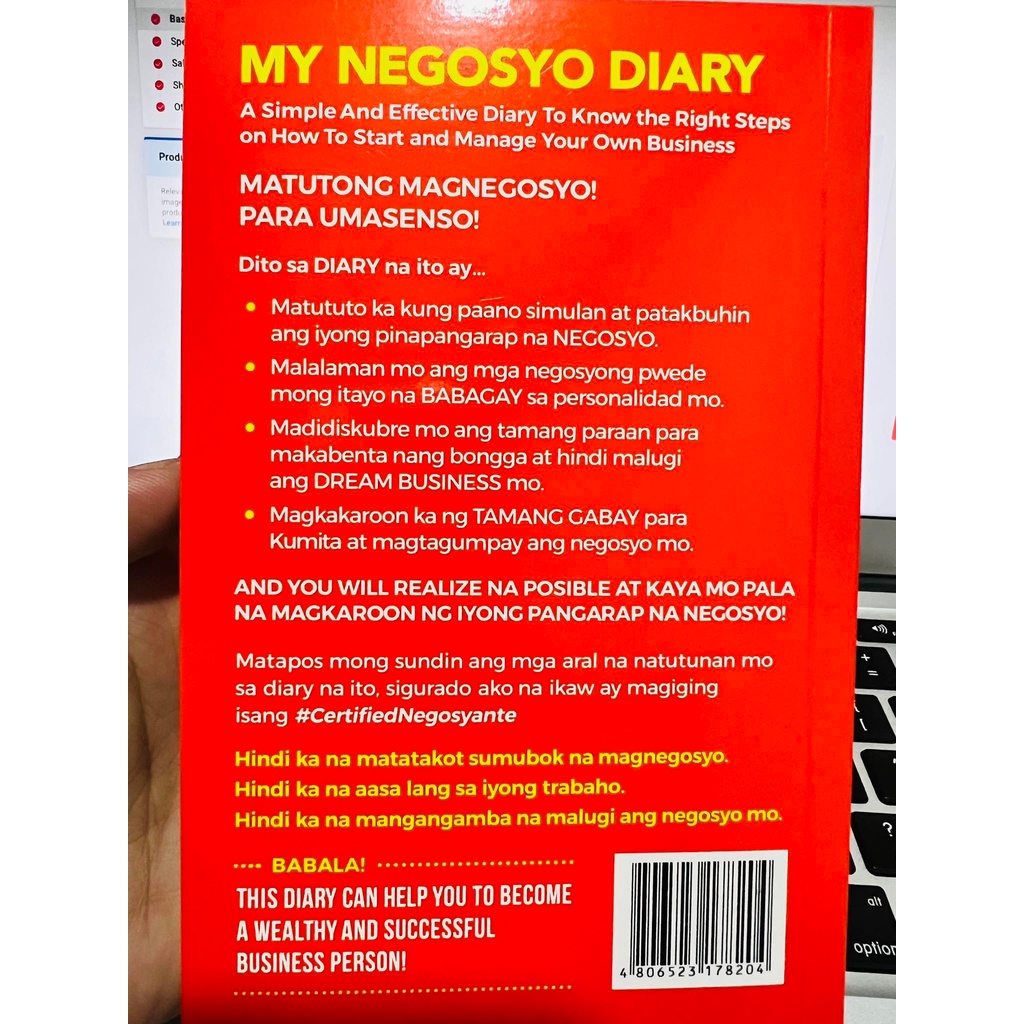 MY NEGOSYO DIARY
A Simple And Effective Diary To Know the Right Steps
on How To Start and Manage Your Own Business
MATUTONG MAGNEGOSYO!
PARA UMASENSO!
Dito sa DIARY na ito ay...
Matututo ka kung paano simulan at patakbuhin
ang iyong pinapangarap na NEGOSYO.
Malalaman mo ang mga negosyong pwede
mong itayo na BABAGAY sa personalidad mo.
Madidiskubre mo ang tamang paraan para
makabenta nang bongga at hindi malugi
ang DREAM BUSINESS mo.
Magkakaroon ka ng TAMANG GABAY para
Kumita at magtagumpay ang negosyo mo.
AND YOU WILL REALIZE NA POSIBLE AT KAYA MO PALA
NA MAGKAROON NG IYONG PANGARAP NA NEGOSYO!
Matapos mong sundin ang mga aral na natutunan mo
sa diary na ito, sigurado ako na ikaw ay magiging
isang #CertifiedNegosyante
Hindi ka na matatakot sumubok na magnegosyo.
Hindi ka na aasa lang sa iyong trabaho.
Hindi ka na mangangamba na malugi ang negosyo mo.
BABALA!
THIS DIARY CAN HELP YOU TO BECOME
A WEALTHY AND SUCCESSFUL
BUSINESS PERSON!
4 806523 178204
+
=
?
alt